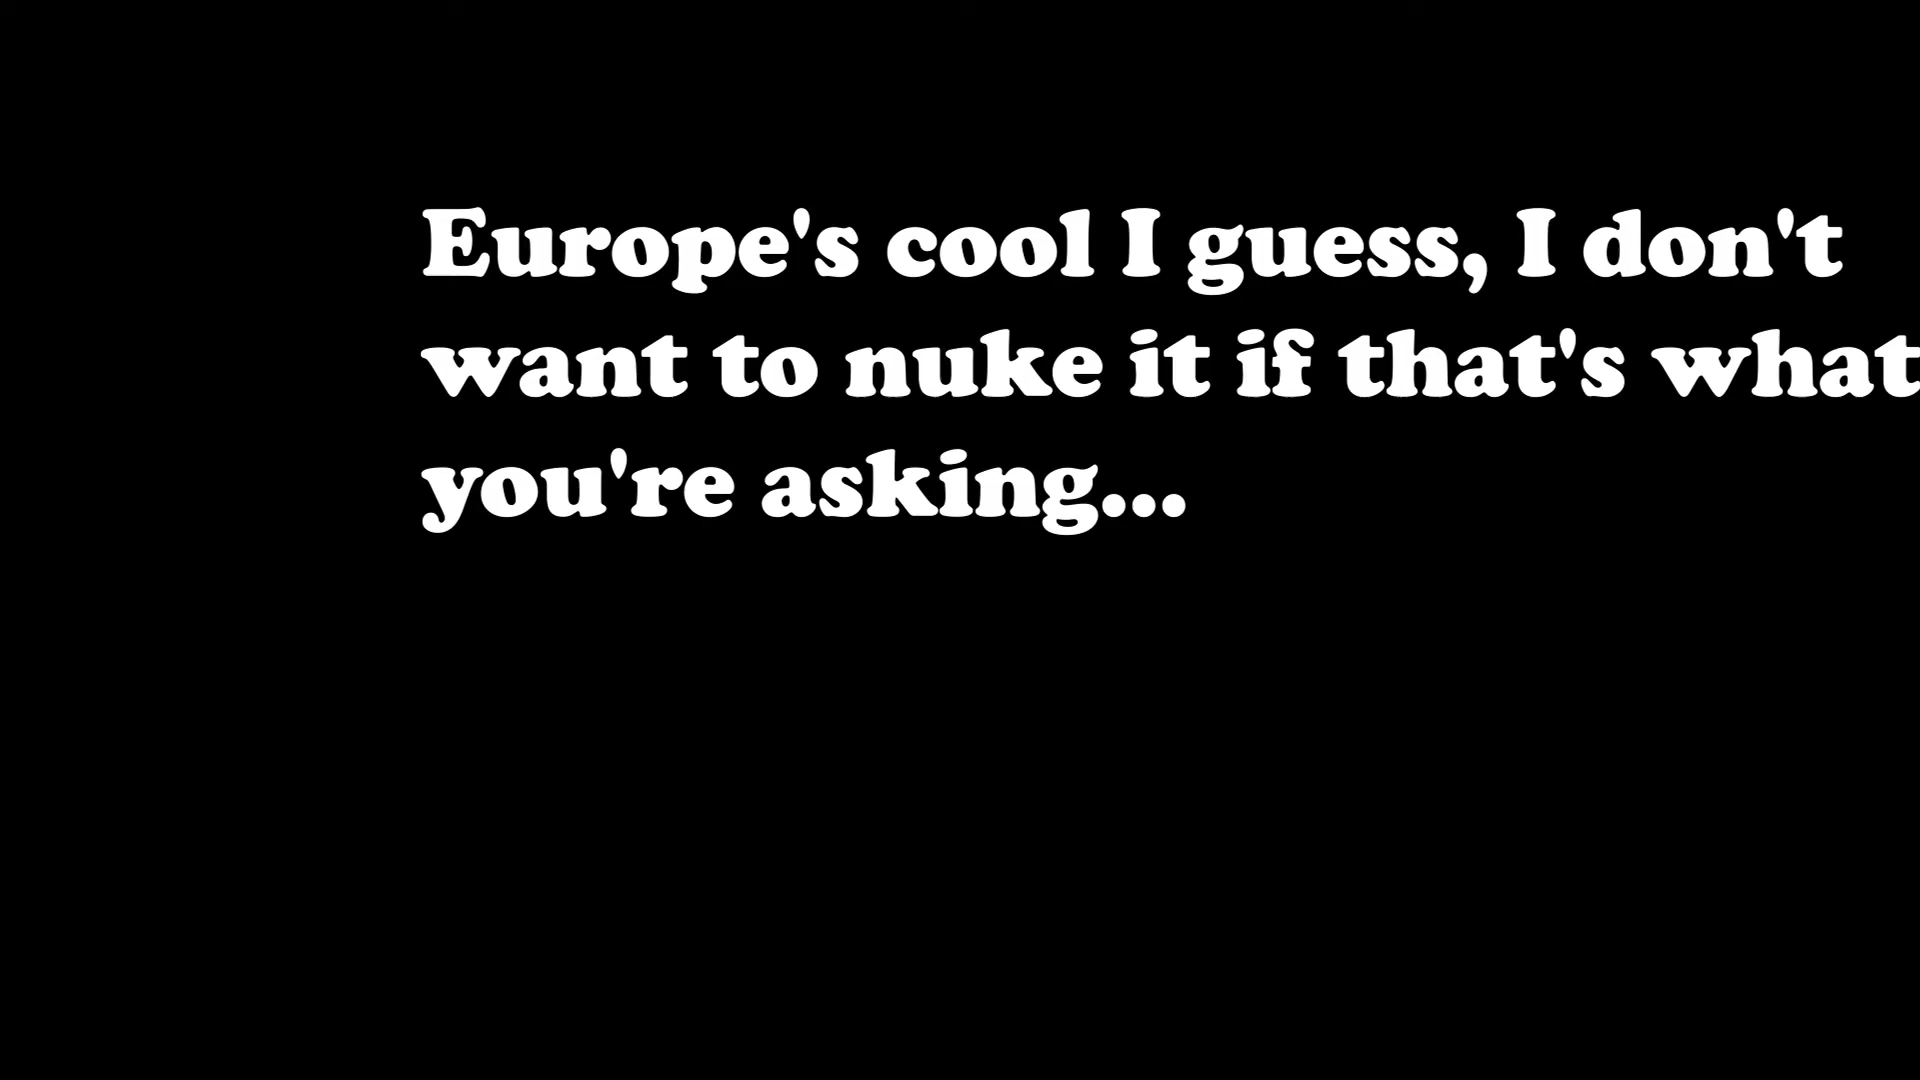 Europe's cool I guess, I don't
want to nuke it if that's what
you're asking...